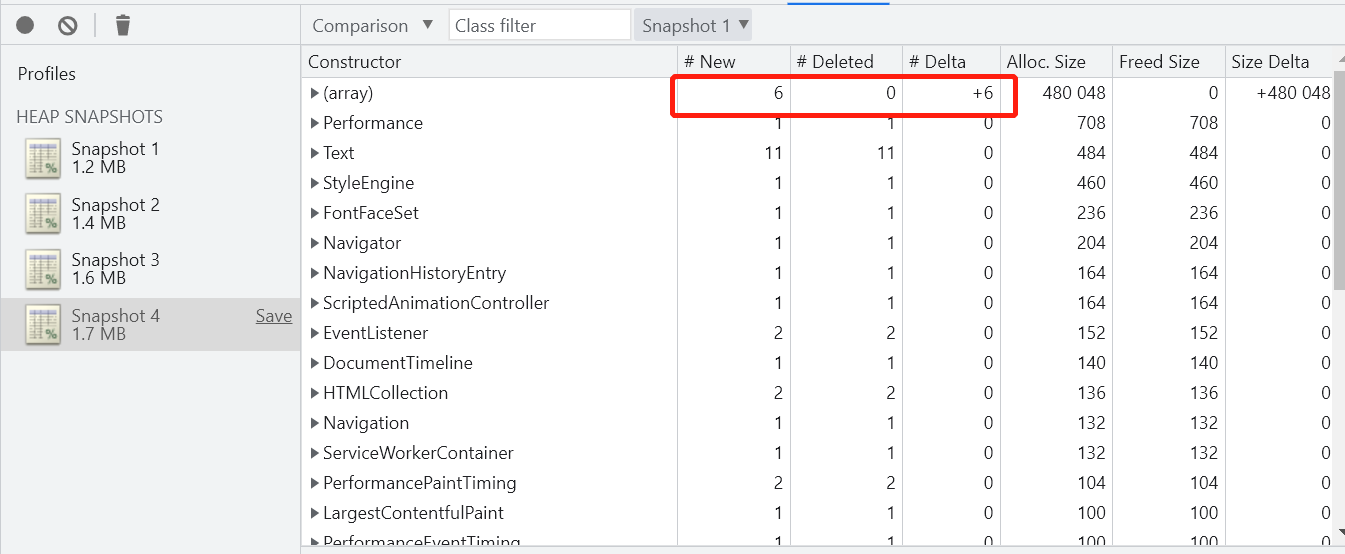 Comparison ▼ Class filter Snapshot 1 ▼
Profiles
HEAP SNAPSHOTS
Snapshot 1
1.2 MB
Snapshot 2
1.4 MB
Snapshot 3
1.6 MB
Snapshot 4 Save
1.7 MB
Constructor # New # Deleted # Delta Alloc. Size Freed Size Size Delta
(array) 6 0 +6 480 048 0 +480 048
Performance 1 1 0 708 708 0
Text 11 11 0 484 484 0
StyleEngine 1 1 0 460 460 0
FontFaceSet 1 1 0 236 236 0
Navigator 1 1 0 204 204 0
NavigationHistoryEntry 1 1 0 164 164 0
ScriptedAnimationController 1 1 0 164 164 0
EventListener 2 2 0 152 152 0
DocumentTimeline 1 1 0 140 140 0
HTMLCollection 2 2 0 136 136 0
Navigation 1 1 0 132 132 0
ServiceWorkerContainer 1 1 0 132 132 0
PerformancePaintTiming 2 2 0 104 104 0
LargestContentfulPaint 1 1 0 100 100 0
PerformanceEventTiming 1 1 0 100 100 0